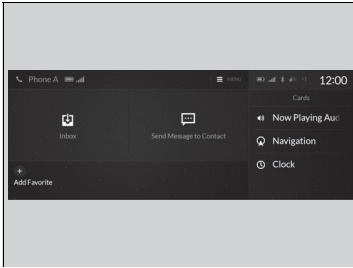 Phone A
MENU
12:00
Cards
Inbox
Send Message to Contact
Now Playing Aud
Navigation
Clock
Add Favorite